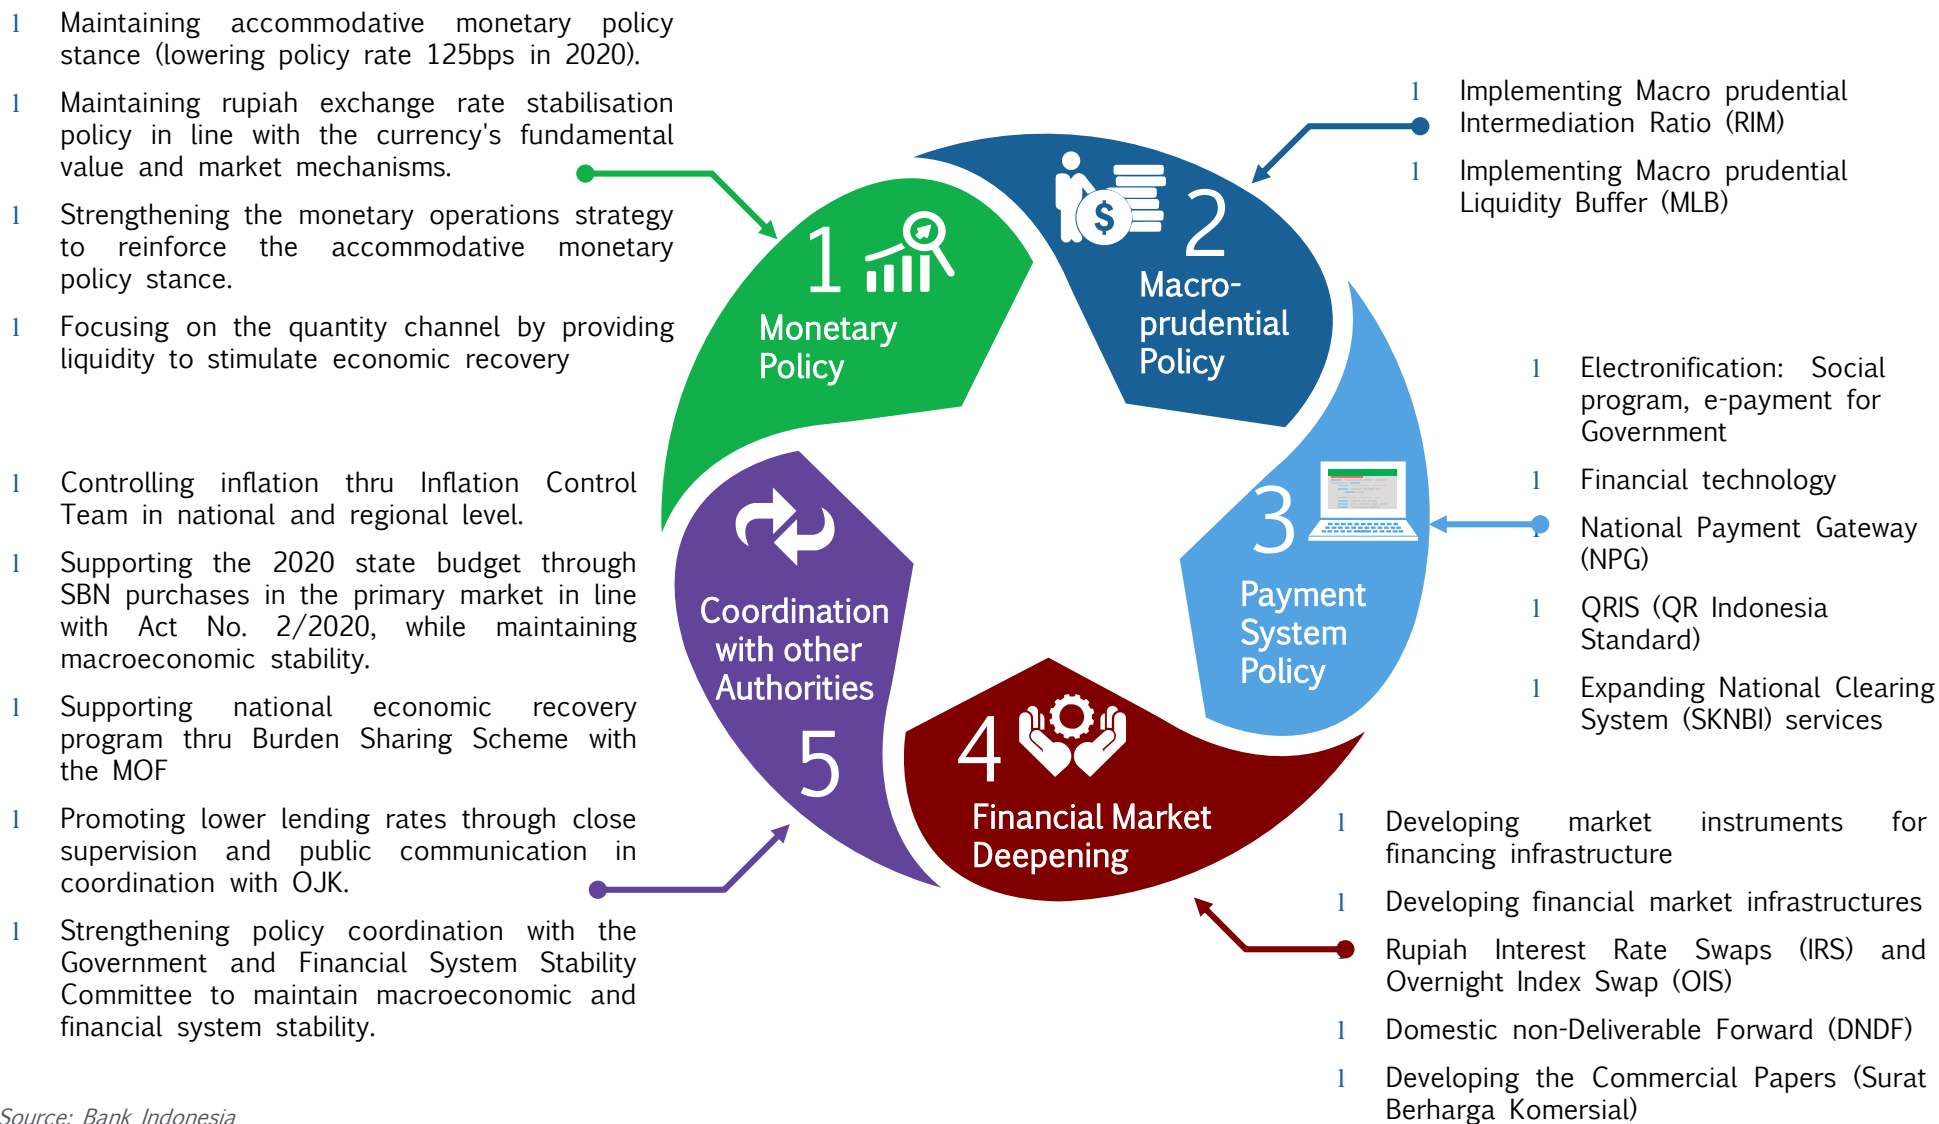 l Maintaining accommodative monetary policy
stance (lowering policy rate 125bps in 2020).
l Maintaining rupiah exchange rate stabilisation
policy in line with the currency's fundamental
value and market mechanisms.
l Strengthening the monetary operations strategy
to reinforce the accommodative monetary
policy stance.
l Focusing on the quantity channel by providing
liquidity to stimulate economic recovery
1
Monetary
Policy
l Implementing Macro prudential
Intermediation Ratio (RIM)
l Implementing Macro prudential
Liquidity Buffer (MLB)
$
2
Macro-
prudential
Policy
l Electronification: Social
program, e-payment for
Government
l Financial technology
l National Payment Gateway
(NPG)
l QRIS (QR Indonesia
Standard)
l Expanding National Clearing
System (SKNBI) services
3
Payment
System
Policy
4
Financial Market
Deepening
l Developing market instruments for
financing infrastructure
l Developing financial market infrastructures
l Rupiah Interest Rate Swaps (IRS) and
Overnight Index Swap (OIS)
l Domestic non-Deliverable Forward (DNDF)
l Developing the Commercial Papers (Surat
Berharga Komersial)
Coordination
with other
Authorities
5
l Controlling inflation thru Inflation Control
Team in national and regional level.
l Supporting the 2020 state budget through
SBN purchases in the primary market in line
with Act No. 2/2020, while maintaining
macroeconomic stability.
l Supporting national economic recovery
program thru Burden Sharing Scheme with
the MOF
l Promoting lower lending rates through close
supervision and public communication in
coordination with OJK.
l Strengthening policy coordination with the
Government and Financial System Stability
Committee to maintain macroeconomic and
financial system stability.
Source: Bank Indonesia